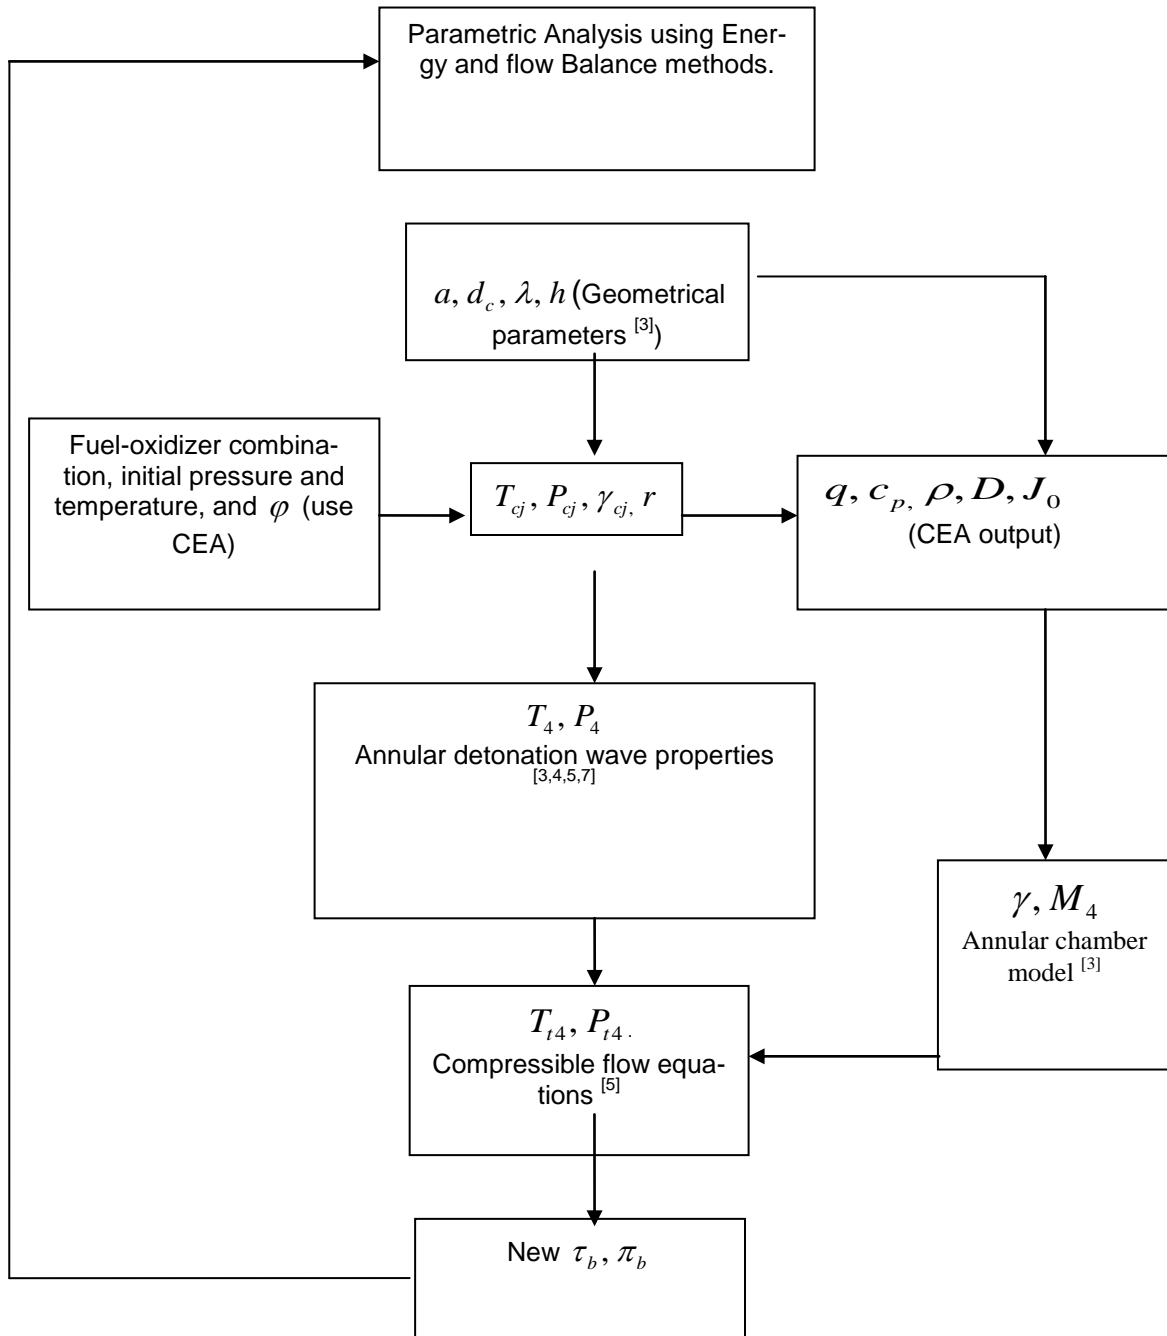 Parametric Analysis using Ener-
gy and flow Balance methods.
a, d_c, λ, h (Geometrical
parameters [3])
Fuel-oxidizer combina-
tion, initial pressure and
temperature, and φ (use
CEA)
T_cj, P_cj, γ_cj, r
q, c_p, ρ, D, J_0
(CEA output)
T_4, P_4
Annular detonation wave properties
[3,4,5,7]
γ, M_4
Annular chamber
model [3]
T_t4, P_t4.
Compressible flow equa-
tions [5]
New τ_b, π_b